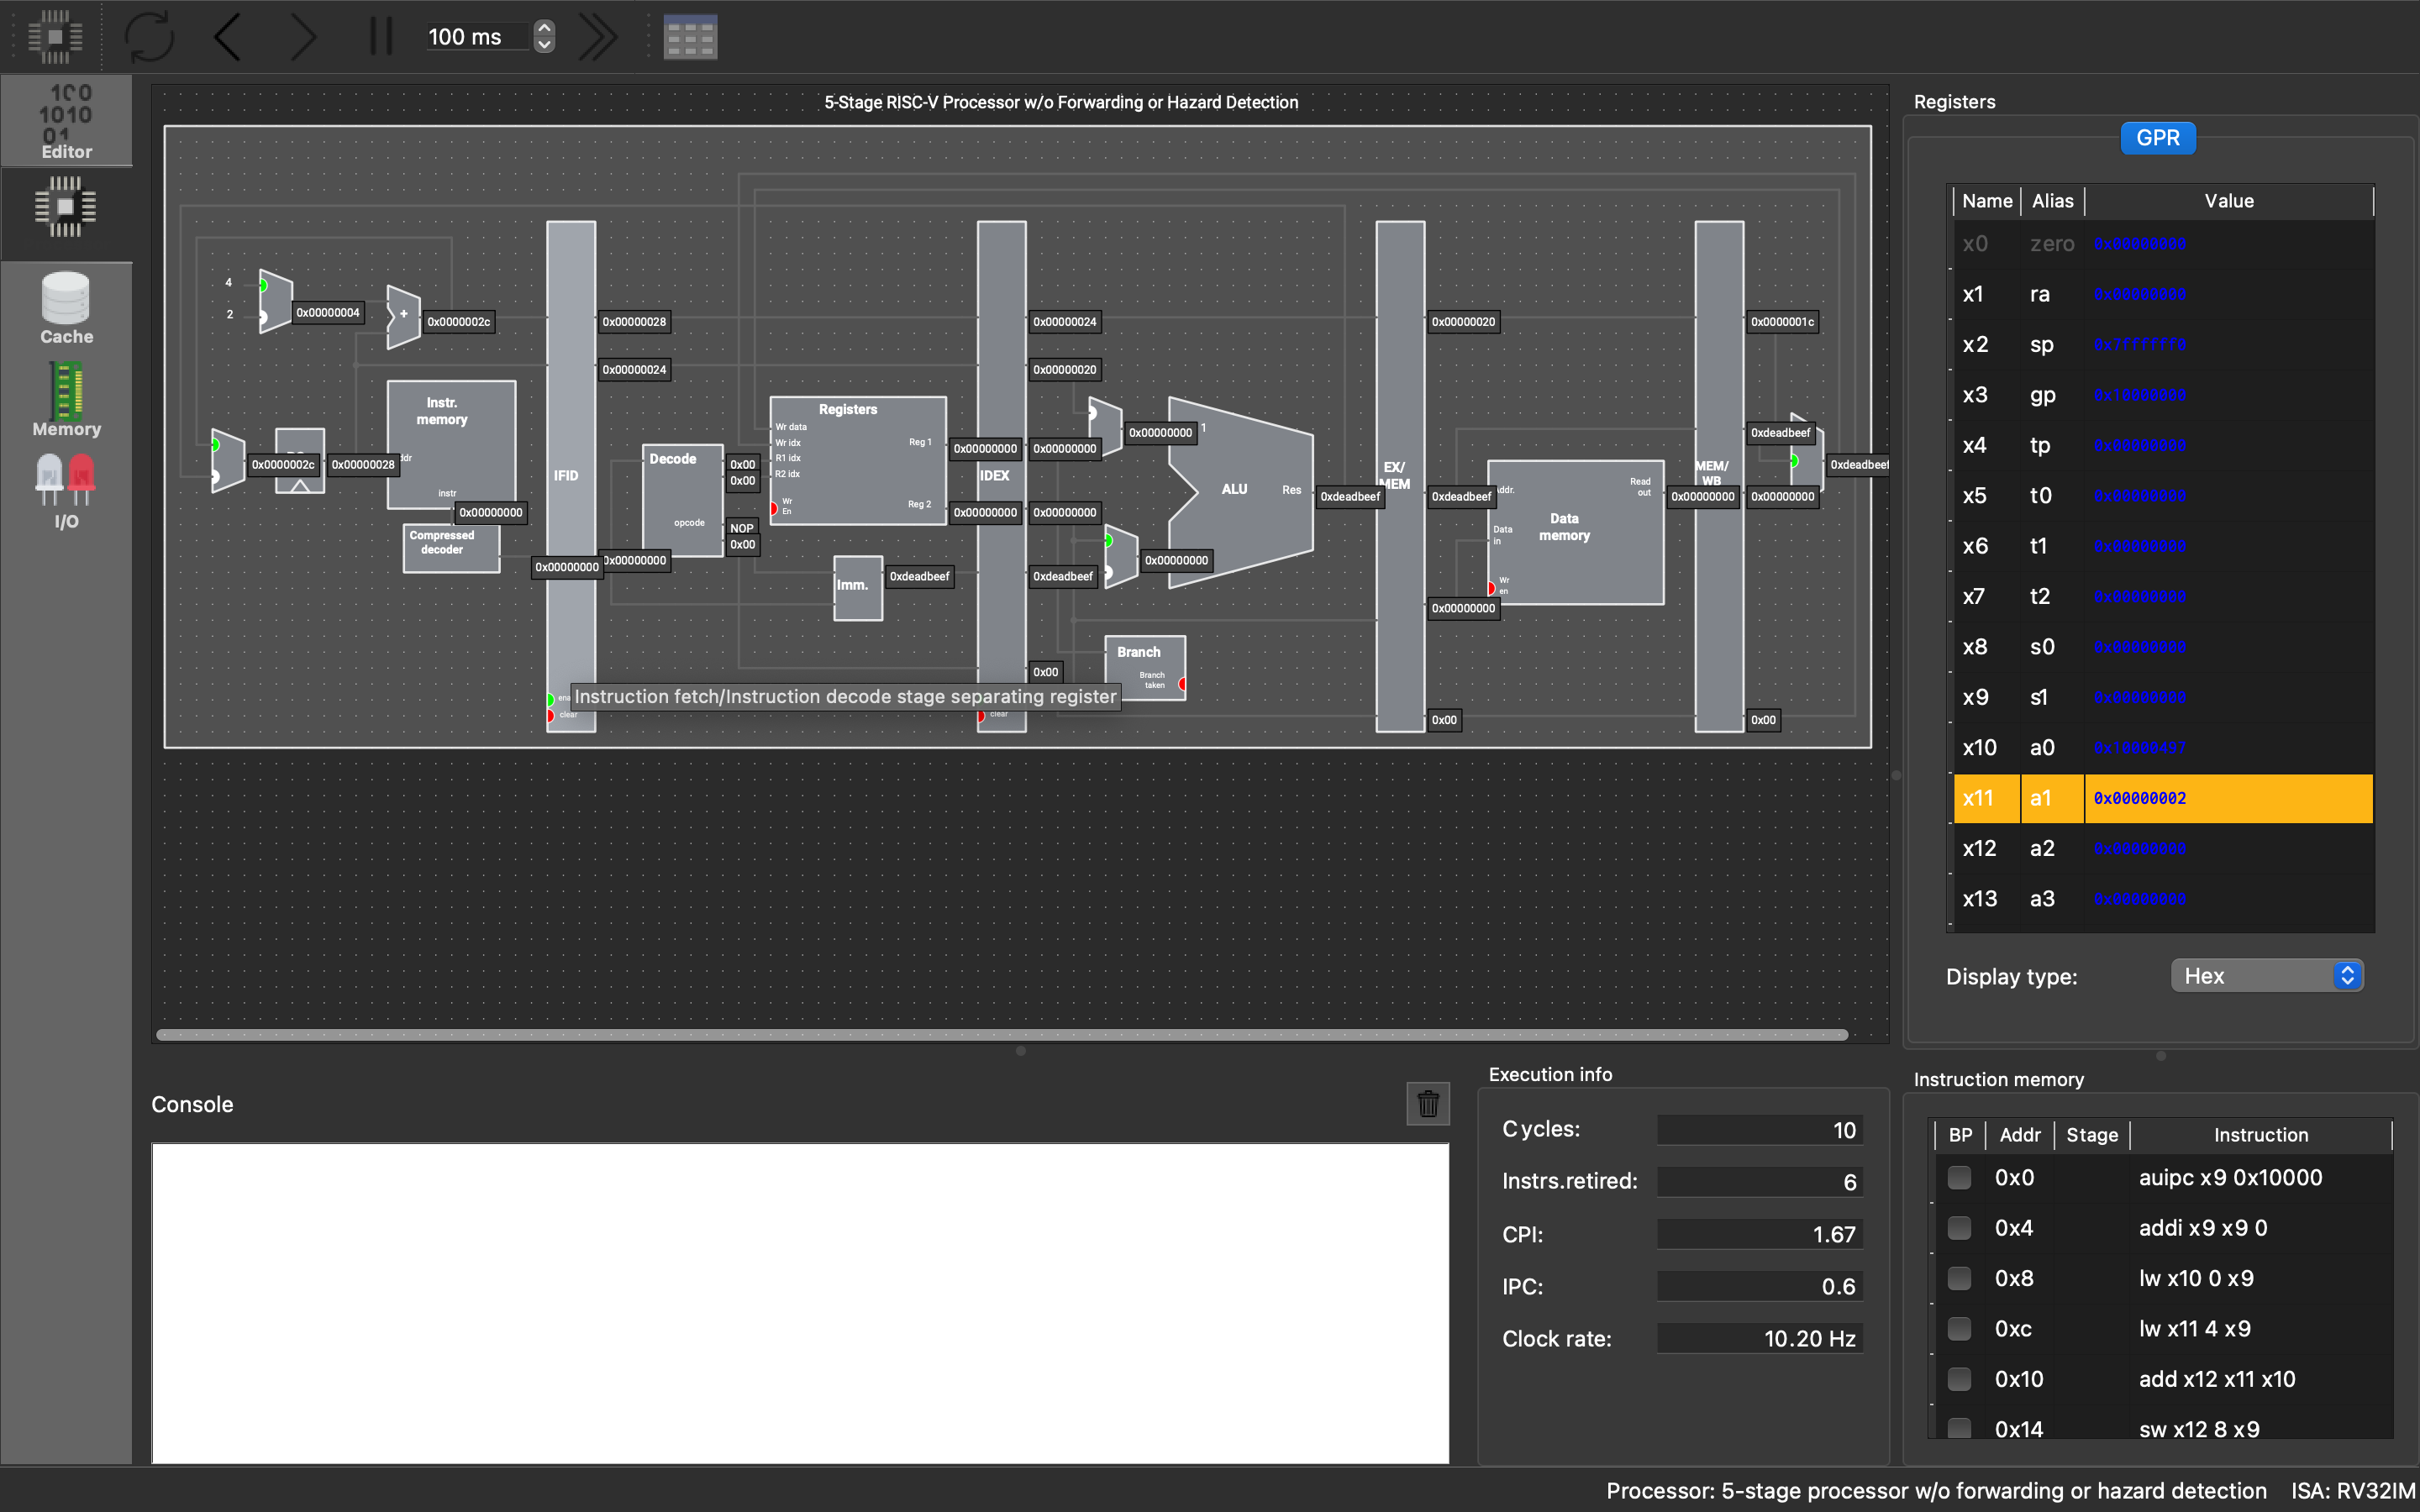 100 ms
Editor
Cache
Memory
I/O
5-Stage RISC-V Processor w/o Forwarding or Hazard Detection
4
2
0x00000004
+
0x0000002c
0x00000028
0x00000024
0x00000024
0x00000020
0x00000020
0x0000001c
Instr.
memory
instr
0x0000002c
0x00000028
0x00000000
Compressed
decoder
0x00000000
IFID
enable
clear
0x00000000
Decode
opcode
0x00
0x00
NOP
0x00
Registers
Wr data
Wr idx
R1 idx
R2 idx
Wr
En
Reg 1
Reg 2
0x00000000
0x00000000
Imm.
0xdeadbeef
IDEX
clear
0x00000000
0x00000000
0xdeadbeef
0x00
0x00000000
1
0x00000000
ALU
Res
0xdeadbeef
Branch
Branch
taken
EX/
MEM
0xdeadbeef
0x00000000
0x00
Data
memory
Data
in
Wr
en
Read
out
0x00000000
MEM/
WB
0xdeadbeef
0x00000000
0xdeadbeef
0x00
Instruction fetch/Instruction decode stage separating register
Registers
GPR
Name Alias Value
x0 zero 0x00000000
x1 ra 0x00000000
x2 sp 0x7ffffff0
x3 gp 0x10000000
x4 tp 0x00000000
x5 t0 0x00000000
x6 t1 0x00000000
x7 t2 0x00000000
x8 s0 0x00000000
x9 s1 0x00000000
x10 a0 0x10000497
x11 a1 0x00000002
x12 a2 0x00000000
x13 a3 0x00000000
Display type: Hex
Console
Execution info
Cycles: 10
Instrs.retired: 6
CPI: 1.67
IPC: 0.6
Clock rate: 10.20 Hz
Instruction memory
BP Addr Stage Instruction
0x0 auipc x9 0x10000
0x4 addi x9 x9 0
0x8 lw x10 0 x9
0xc lw x11 4 x9
0x10 add x12 x11 x10
0x14 sw x12 8 x9
Processor: 5-stage processor w/o forwarding or hazard detection ISA: RV32IM